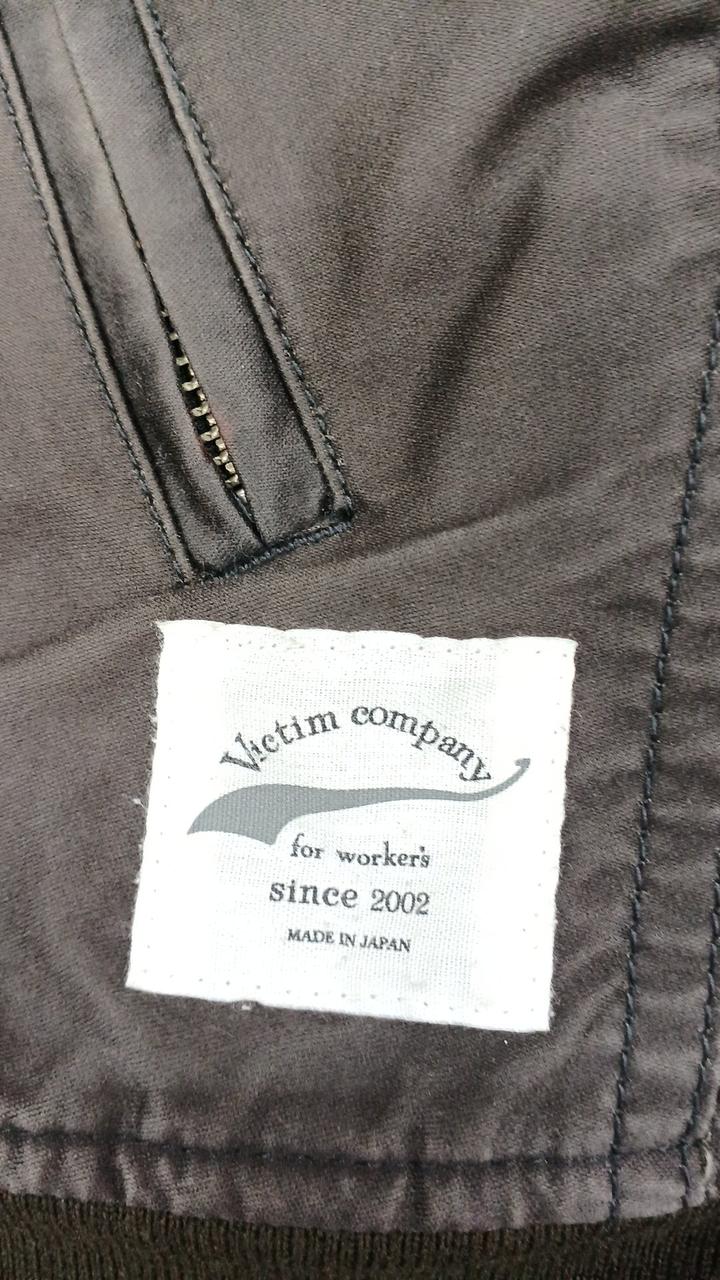 Victim company
for worker's
since 2002
MADE IN JAPAN